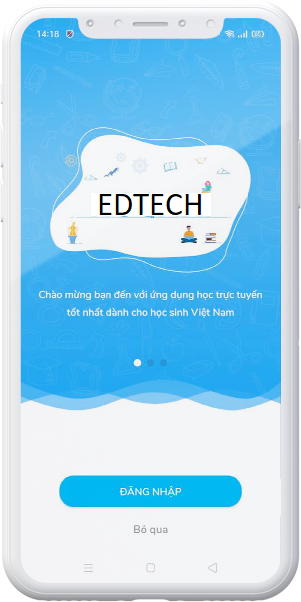 14:18
EDTECH
Chào mừng bạn đến với ứng dụng học trực tuyến
tốt nhất dành cho học sinh Việt Nam
ĐĂNG NHẬP
Bỏ qua